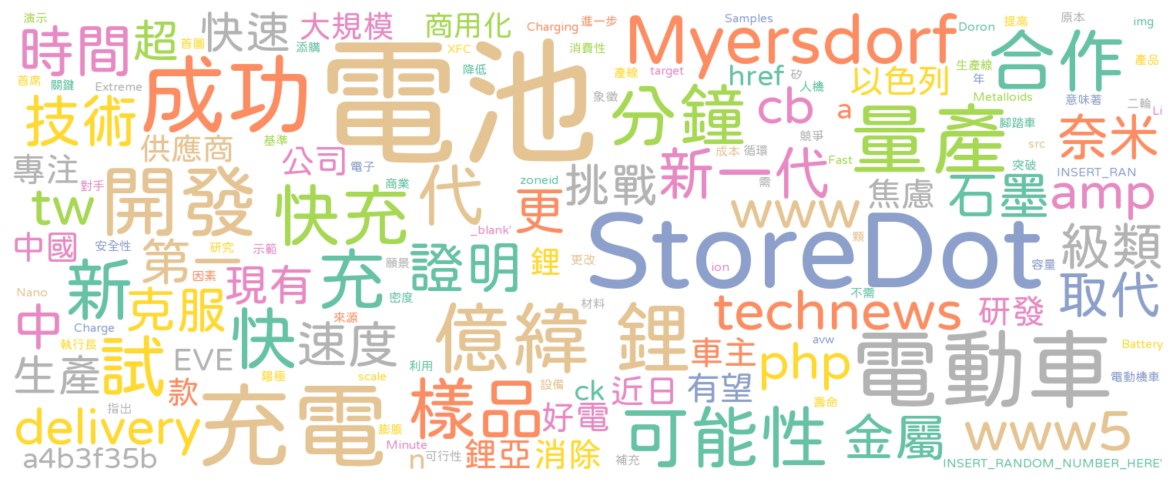 演示 首圖 快速 大規模 商用化 Charging 進一步 Samples Doron 提高 原本 img
時間 超 添購 XFC 消費性 Myersdorf 合作 產品
成功 電池 降低 產線 target href 矽 以色列 生產線
首席 關鍵 Extreme 象徵 分鐘 cb 人機 a 年 Metalloids 意味著 二輪 Li
技術 基準 量產 腳踏車 奈米
供應商 公司 電子 競爭 成本 循環 Fast src 突破
專注 開發 商業 代 zoneid 挑戰 新一代 需 焦慮 石墨 INSERT_RAN amp
tw 對手 快充 更 www
中國 安全性 第一 研究 示範 _blank' StoreDot 顆 級類
新 因素 現有 充 願景 證明 鋰 更改 ion 容量
Nano 克服 密度 不需 取代
中 Charge 來源 快 億緯 鋰 材料 technews 研發
執行長 EVE 速度 車主 avw 電動車 Battery
生產 試 陽極 scale 利用 php 電動機車
指出 款 充電 樣品 設備 ck 近日 有望 壽命
delivery 膨脹 好電 可能性 金屬 www5
a4b3f35b Minute n 可行性 鋰亞 消除 補充 INSERT_RANDOM_NUMBER_HERE'